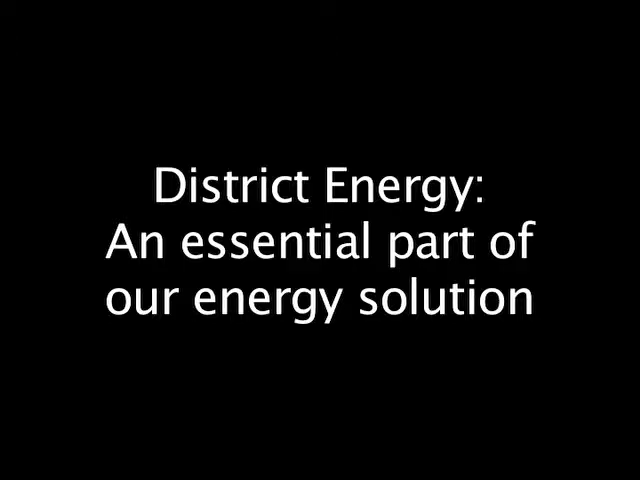 District Energy:
An essential part of
our energy solution